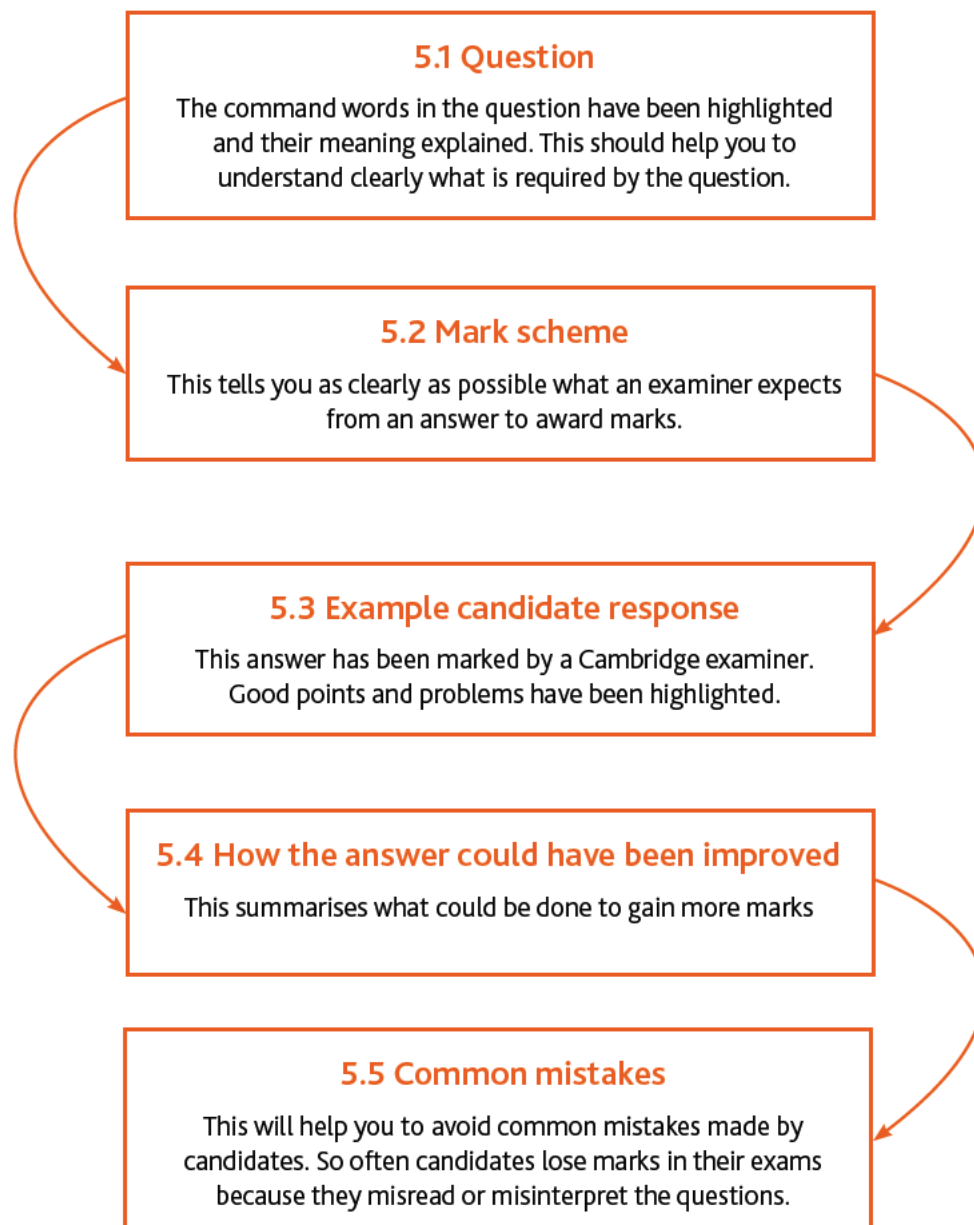 5.1 Question
The command words in the question have been highlighted
and their meaning explained. This should help you to
understand clearly what is required by the question.
5.2 Mark scheme
This tells you as clearly as possible what an examiner expects
from an answer to award marks.
5.3 Example candidate response
This answer has been marked by a Cambridge examiner.
Good points and problems have been highlighted.
5.4 How the answer could have been improved
This summarises what could be done to gain more marks
5.5 Common mistakes
This will help you to avoid common mistakes made by
candidates. So often candidates lose marks in their exams
because they misread or misinterpret the questions.